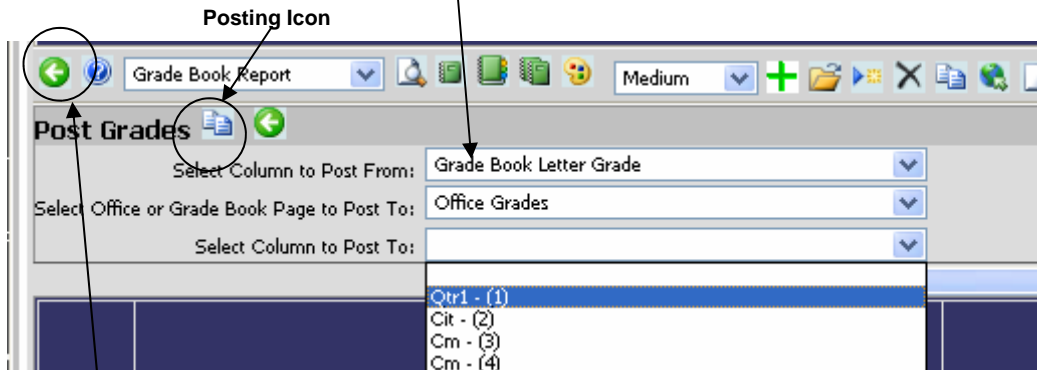 Posting Icon
Grade Book Report Medium
Post Grades
Select Column to Post From: Grade Book Letter Grade
Select Office or Grade Book Page to Post To: Office Grades
Select Column to Post To:
Qtr1 - (1)
Cit - (2)
Cm - (3)
Cm - (4)